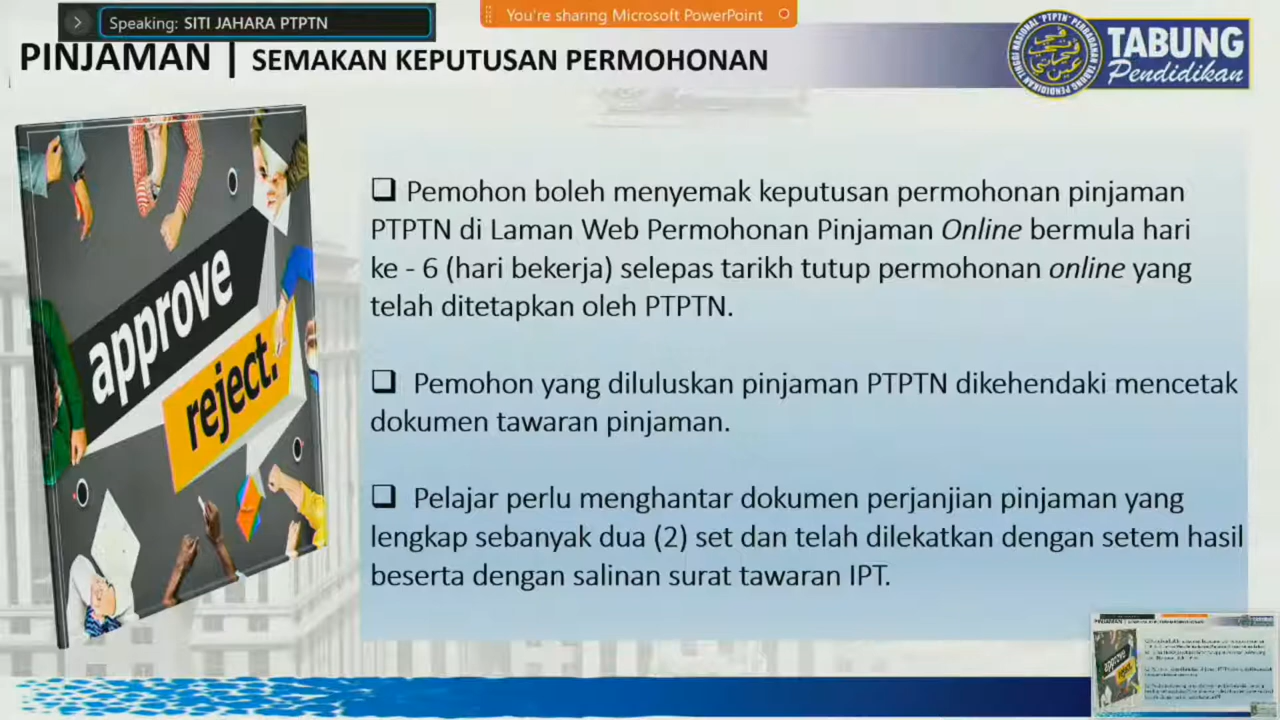 Speaking: SITI JAHARA PTPTN
You're sharing Microsoft PowerPoint
PINJAMAN | SEMAKAN KEPUTUSAN PERMOHONAN
TABUNG
Pendidikan
approve
reject.
❑ Pemohon boleh menyemak keputusan permohonan pinjaman
PTPTN di Laman Web Permohonan Pinjaman Online bermula hari
ke - 6 (hari bekerja) selepas tarikh tutup permohonan online yang
telah ditetapkan oleh PTPTN.
❑ Pemohon yang diluluskan pinjaman PTPTN dikehendaki mencetak
dokumen tawaran pinjaman.
❑ Pelajar perlu menghantar dokumen perjanjian pinjaman yang
lengkap sebanyak dua (2) set dan telah dilekatkan dengan setem hasil
beserta dengan salinan surat tawaran IPT.